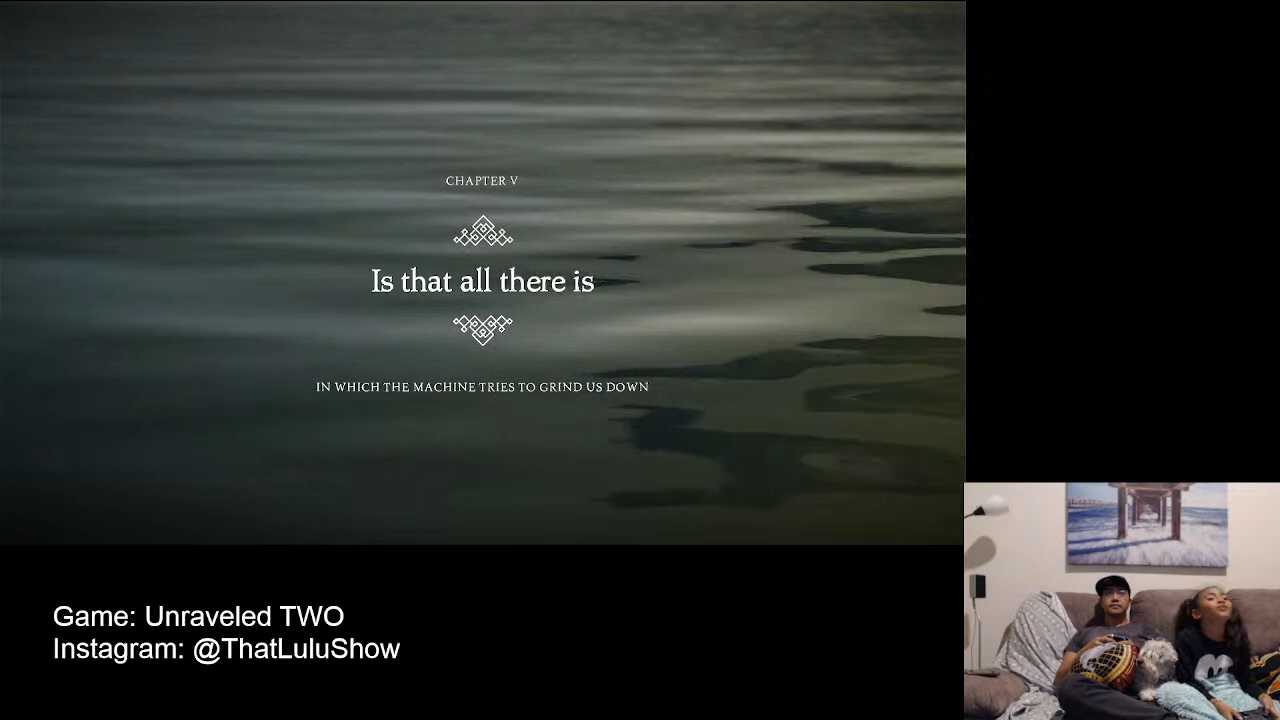 CHAPTER V
Is that all there is
IN WHICH THE MACHINE TRIES TO GRIND US DOWN
Game: Unraveled TWO
Instagram: @ThatLuluShow